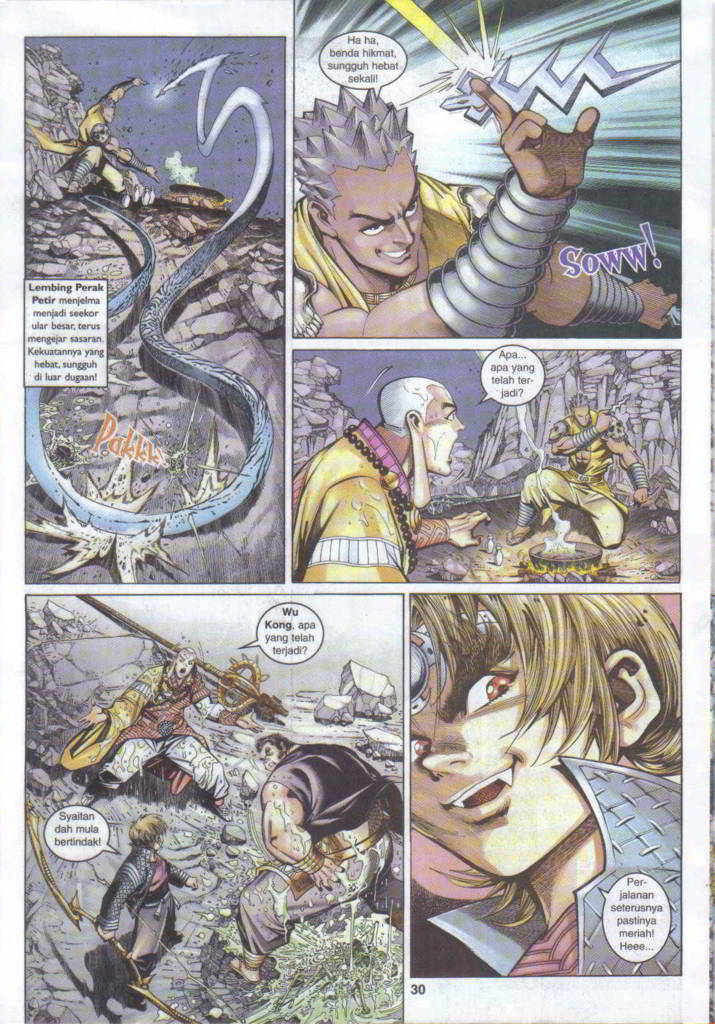 Lembing Perak
Petir menjelma
menjadi seekor
ular besar, terus
mengejar sasaran.
Kekuatannya yang
hebat, sungguh
di luar dugaan!
Pakkk
Ha ha,
benda hikmat,
sungguh hebat
sekali!
Soww!
Apa...
apa yang
telah ter-
jadi?
Wu
Kong, apa
yang telah
terjadi?
Syaitan
dah mula
bertindak!
Per-
jalanan
seterusnya
pastinya
meriah!
Heee...
30